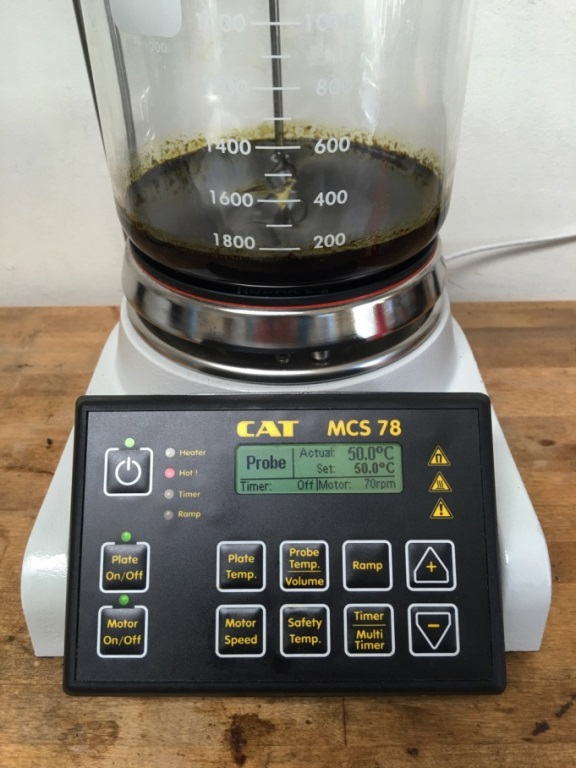 1000
800
800
1400 600
1600 400
1800 200
CAT MCS 78
Heater
Hot !
Timer
Ramp
Probe
Actual: 50.0°C
Set: 50.0°C
Timer: Off Motor: 70rpm
Plate
On/Off
Plate
Temp.
Probe
Temp.
Volume
Ramp
+
Motor
On/Off
Motor
Speed
Safety
Temp.
Timer
Multi
Timer
−